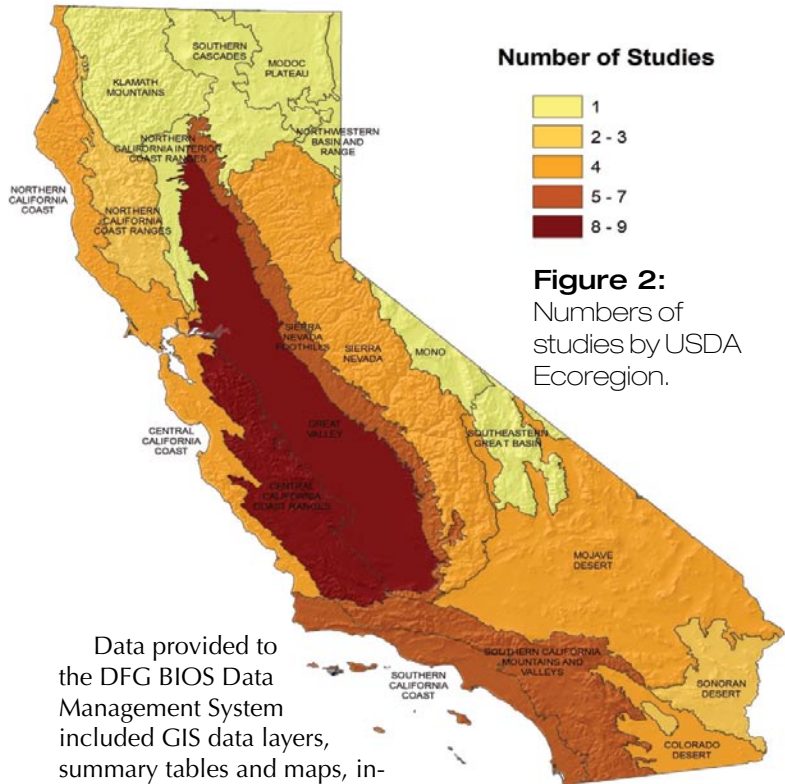 SOUTHERN
CASCADES
MODOC
PLATEAU
KLAMATH
MOUNTAINS
NORTHWESTERN
BASIN AND
RANGE
NORTHERN
CALIFORNIA INTERIOR
COAST RANGES
NORTHERN
CALIFORNIA
COAST
NORTHERN
CALIFORNIA
COAST RANGES
Number of Studies
1
2 - 3
4
5 - 7
8 - 9
Figure 2:
Numbers of
studies by USDA
Ecoregion.
SIERRA
NEVADA
FOOTHILLS
SIERRA
NEVADA
MONO
SOUTHEASTERN
GREAT BASIN
GREAT
VALLEY
CENTRAL
CALIFORNIA
COAST
CENTRAL
CALIFORNIA
COAST RANGES
MOJAVE
DESERT
SOUTHERN CALIFORNIA
MOUNTAINS AND
VALLEYS
SOUTHERN
CALIFORNIA
COAST
SONORAN
DESERT
COLORADO
DESERT
Data provided to
the DFG BIOS Data
Management System
included GIS data layers,
summary tables and maps, in-